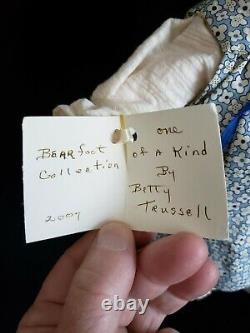 BEARfoot
Collection
2007
one
of a Kind
By
Betty
Trussell